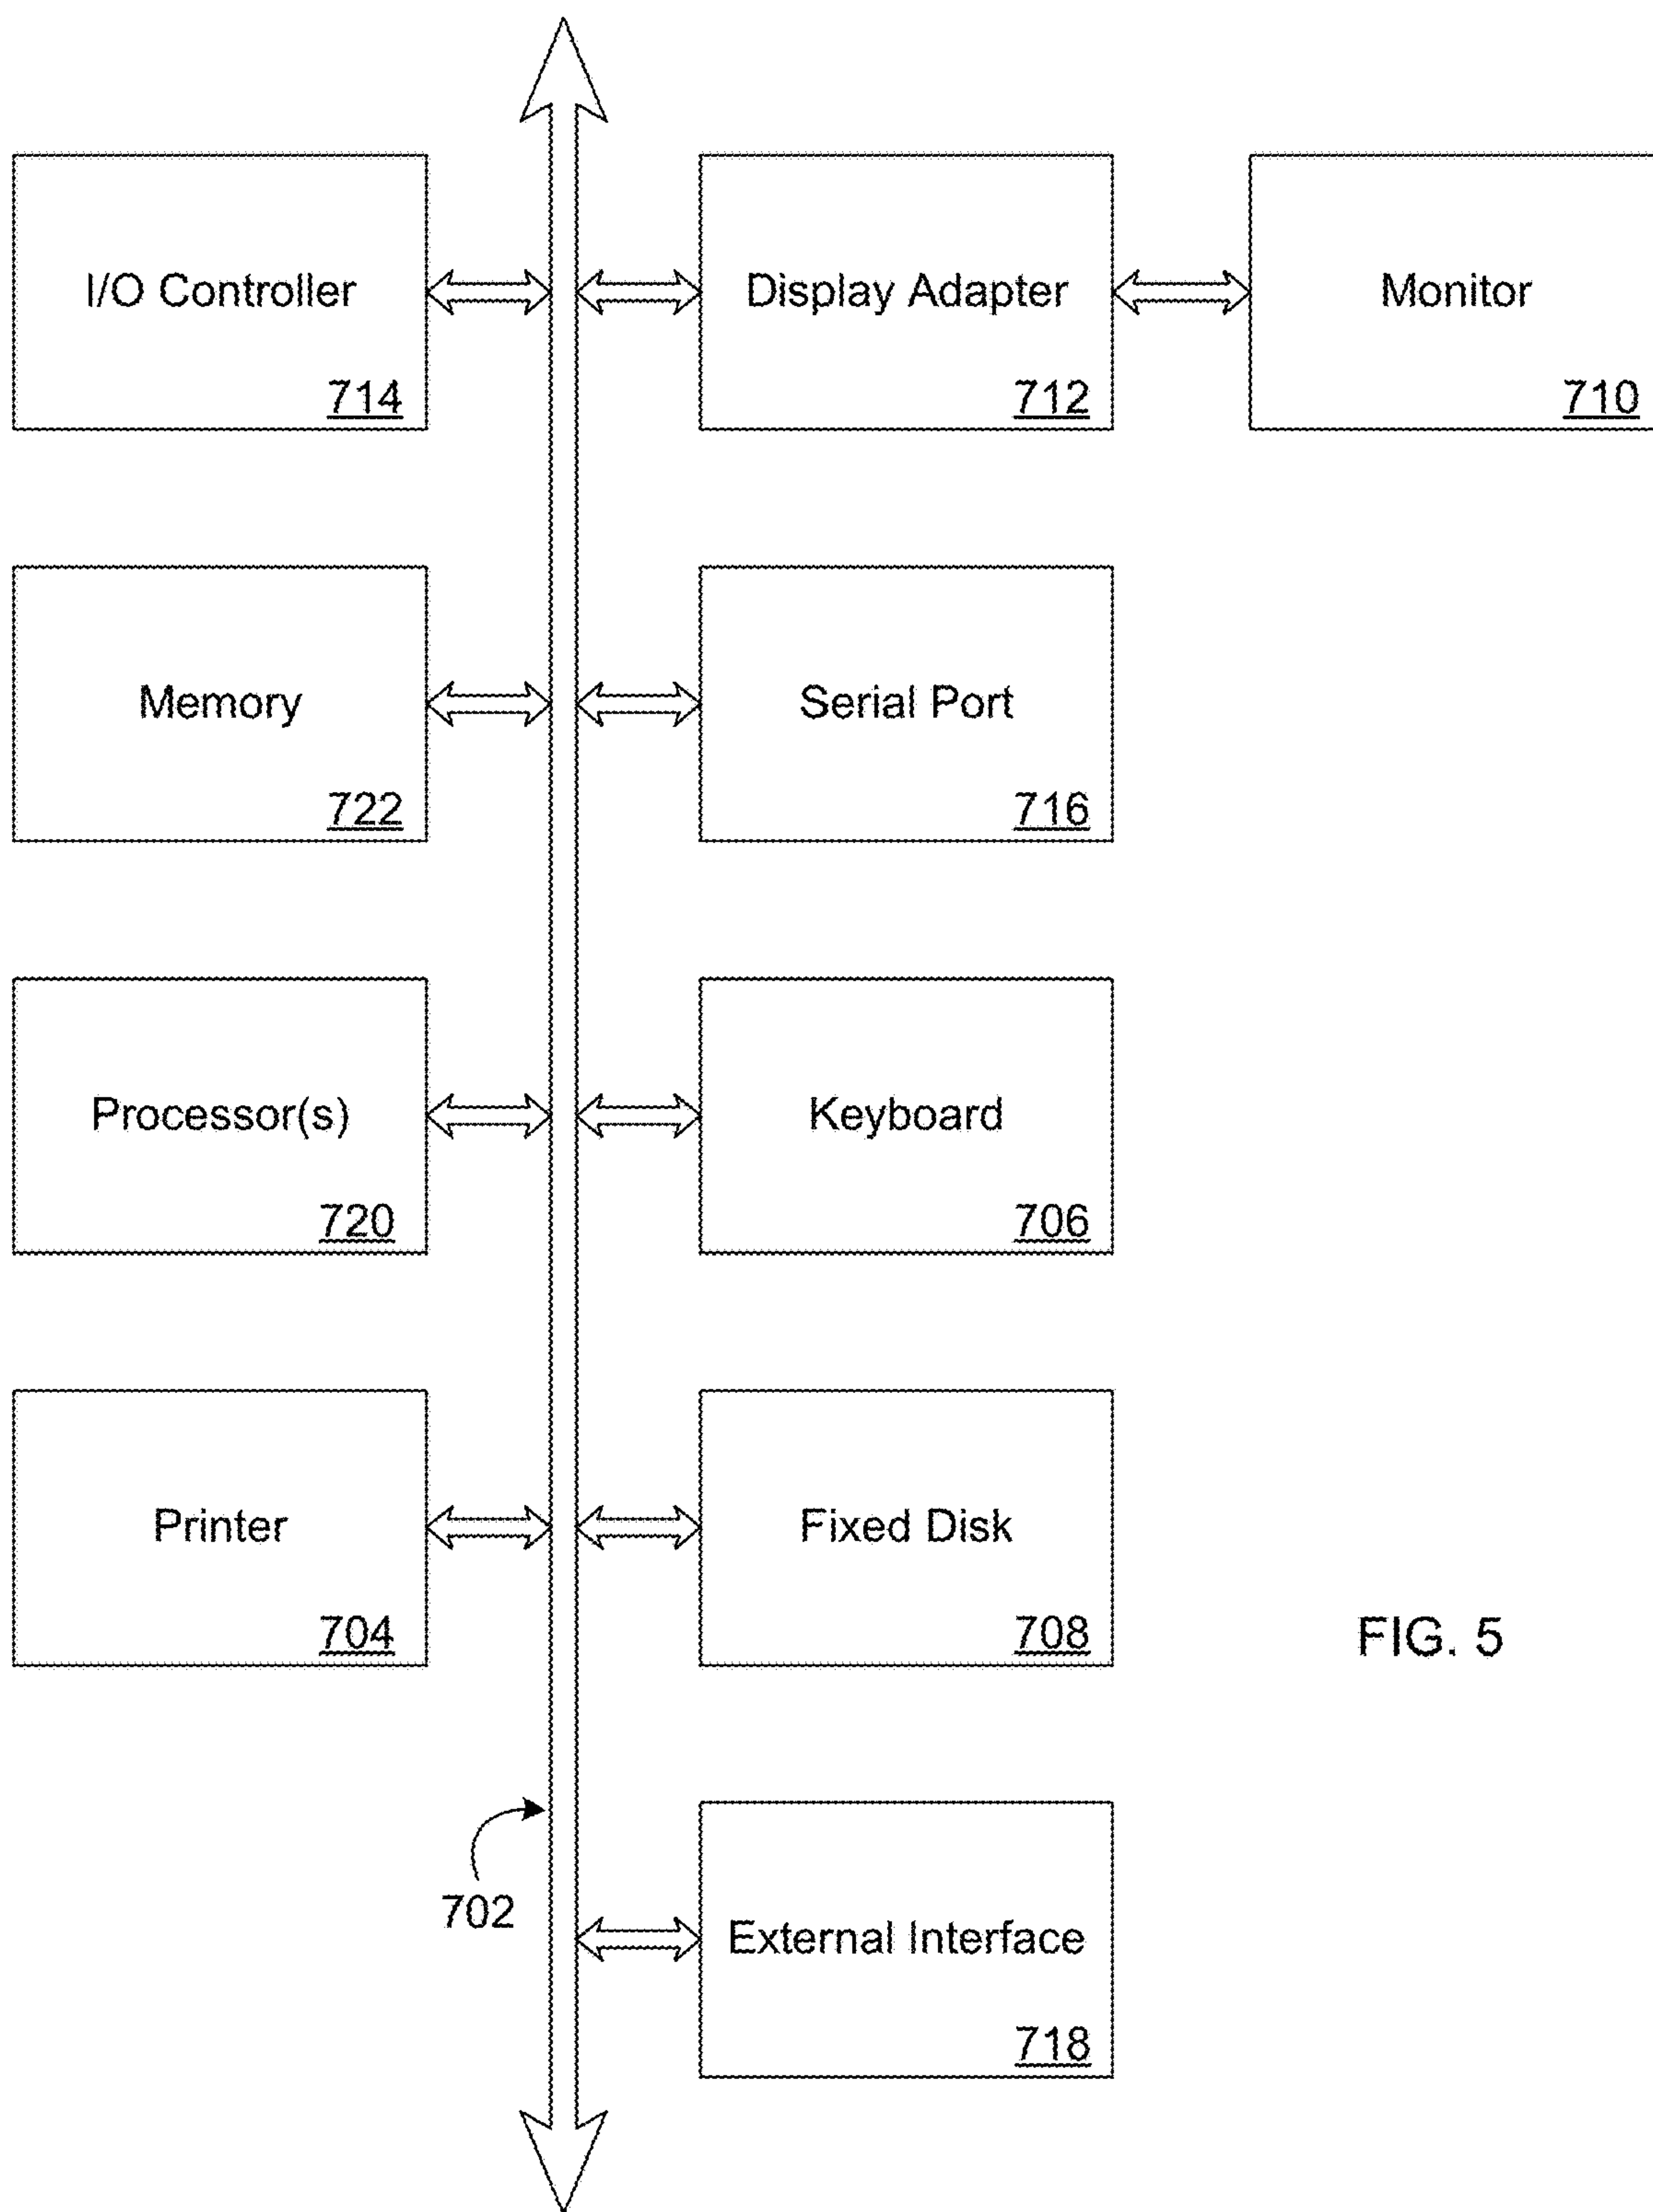 I/O Controller
714
Display Adapter
712
Monitor
710
Memory
722
Serial Port
716
Processor(s)
720
Keyboard
706
Printer
704
Fixed Disk
708
FIG. 5
702
External Interface
718